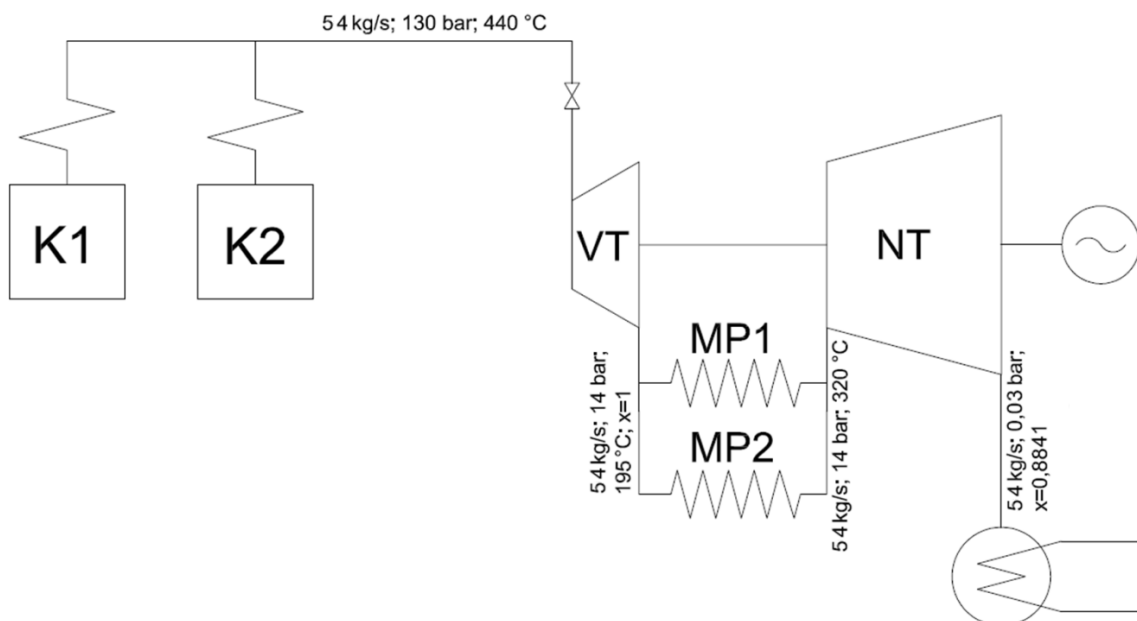 54 kg/s; 130 bar; 440 °C
K1
K2
VT
NT
MP1
MP2
54 kg/s; 14 bar;
195 °C; x=1
54 kg/s; 14 bar; 320 °C
54 kg/s; 0,03 bar;
x=0,8841